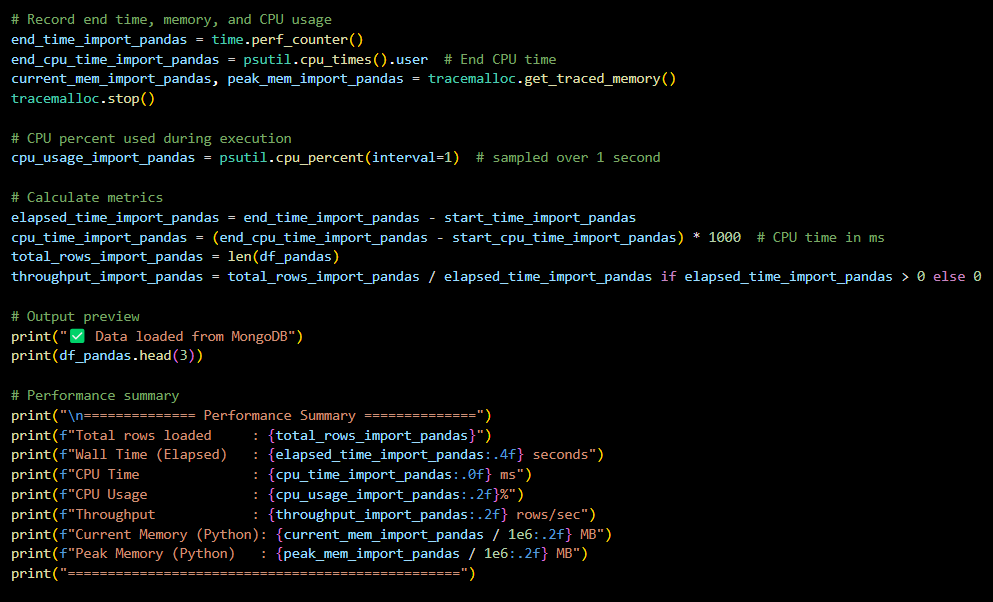 # Record end time, memory, and CPU usage
end_time_import_pandas = time.perf_counter()
end_cpu_time_import_pandas = psutil.cpu_times().user  # End CPU time
current_mem_import_pandas, peak_mem_import_pandas = tracemalloc.get_traced_memory()
tracemalloc.stop()

# CPU percent used during execution
cpu_usage_import_pandas = psutil.cpu_percent(interval=1)  # sampled over 1 second

# Calculate metrics
elapsed_time_import_pandas = end_time_import_pandas - start_time_import_pandas
cpu_time_import_pandas = (end_cpu_time_import_pandas - start_cpu_time_import_pandas) * 1000  # CPU time in ms
total_rows_import_pandas = len(df_pandas)
throughput_import_pandas = total_rows_import_pandas / elapsed_time_import_pandas if elapsed_time_import_pandas > 0 else 0

# Output preview
print("✅ Data loaded from MongoDB")
print(df_pandas.head(3))

# Performance summary
print("\n============== Performance Summary ==============")
print(f"Total rows loaded     : {total_rows_import_pandas}")
print(f"Wall Time (Elapsed)   : {elapsed_time_import_pandas:.4f} seconds")
print(f"CPU Time              : {cpu_time_import_pandas:.0f} ms")
print(f"CPU Usage             : {cpu_usage_import_pandas:.2f}%")
print(f"Throughput            : {throughput_import_pandas:.2f} rows/sec")
print(f"Current Memory (Python): {current_mem_import_pandas / 1e6:.2f} MB")
print(f"Peak Memory (Python)   : {peak_mem_import_pandas / 1e6:.2f} MB")
print("=================================================")